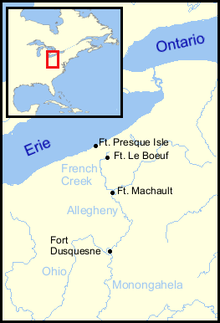 Ontario
Erie
Ft. Presque Isle
Ft. Le Boeuf
French
Creek
Ft. Machault
Allegheny
Fort
Dusquesne
Ohio
Monongahela